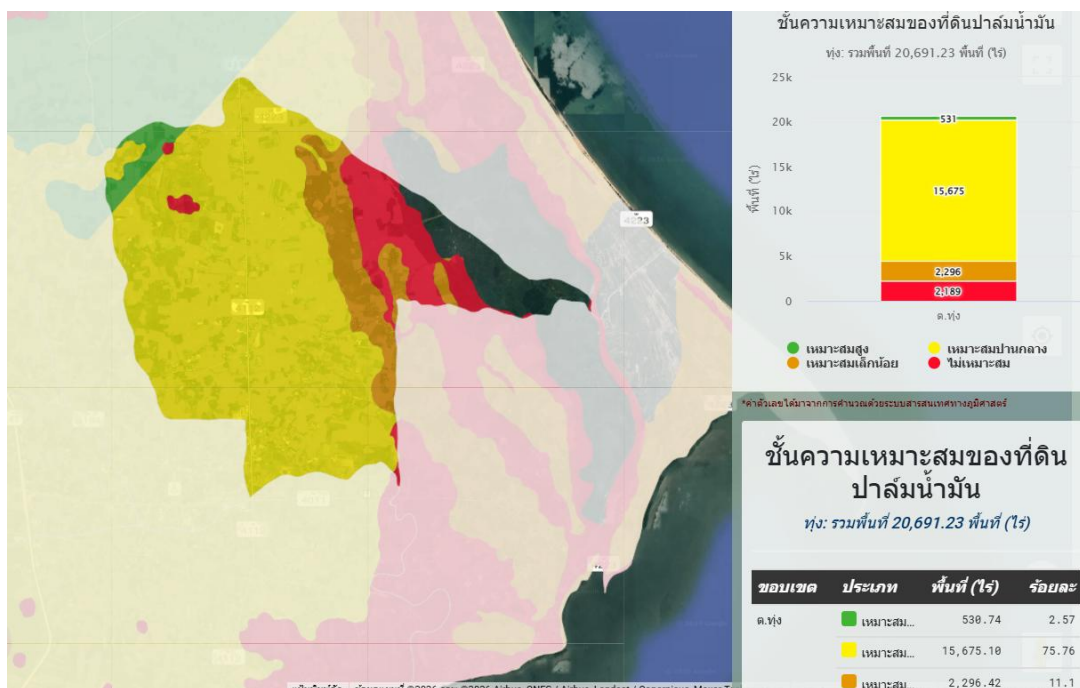 ชั้นความเหมาะสมของที่ดินปาล์มน้ำมัน
ทุ่ง: รวมพื้นที่ 20,691.23 พื้นที่ (ไร่)
25k
20k
15k
10k
5k
0
พื้นที่ (ไร่)
531
15,675
2,296
2,189
ต.ทุ่ง
เหมาะสมสูง
เหมาะสมปานกลาง
เหมาะสมเล็กน้อย
ไม่เหมาะสม
*ค่าตัวเลขได้มาจากการคำนวณด้วยระบบสารสนเทศทางภูมิศาสตร์
ชั้นความเหมาะสมของที่ดิน
ปาล์มน้ำมัน
ทุ่ง: รวมพื้นที่ 20,691.23 พื้นที่ (ไร่)
ขอบเขต ประเภท พื้นที่ (ไร่) ร้อยละ
ต.ทุ่ง เหมาะสม... 530.74 2.57
เหมาะสม... 15,675.10 75.76
เหมาะสม... 2,296.42 11.1
4223